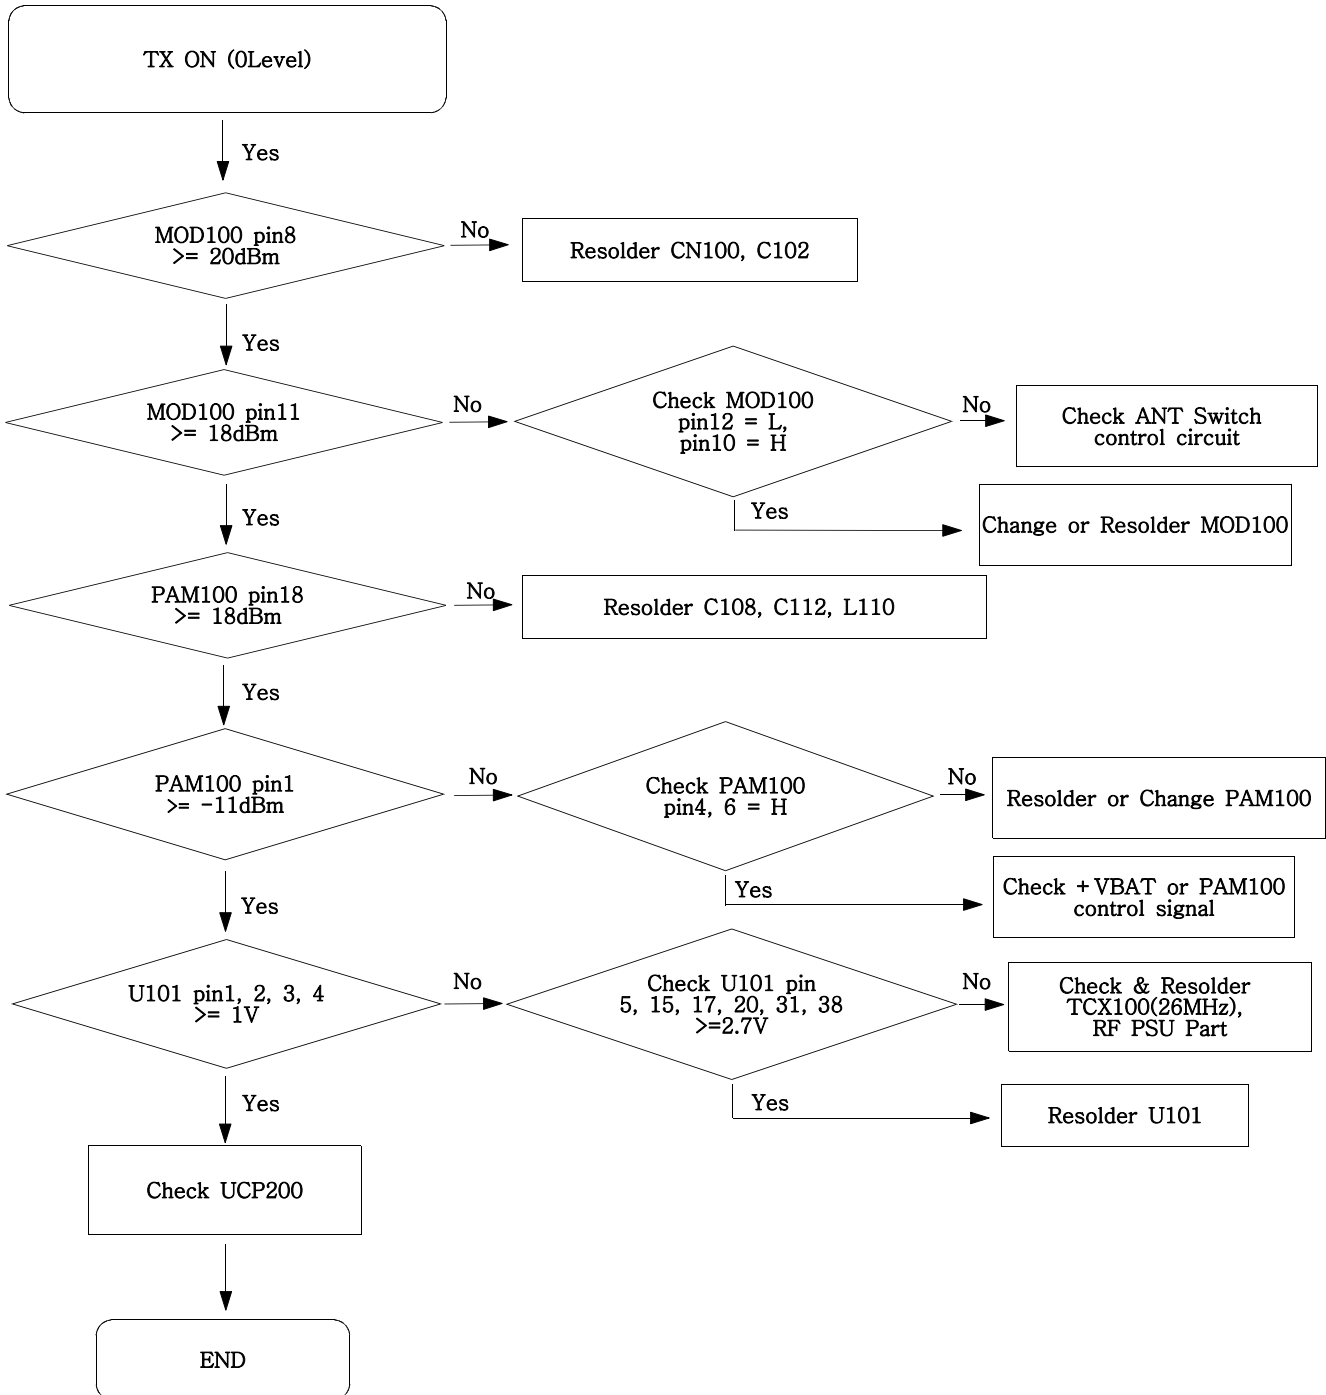 TX ON (0Level)
Yes
MOD100 pin8
>= 20dBm
No
Resolder CN100, C102
Yes
MOD100 pin11
>= 18dBm
No
Check MOD100
pin12 = L,
pin10 = H
No
Check ANT Switch
control circuit
Yes
Change or Resolder MOD100
Yes
PAM100 pin18
>= 18dBm
No
Resolder C108, C112, L110
Yes
PAM100 pin1
>= -11dBm
No
Check PAM100
pin4, 6 = H
No
Resolder or Change PAM100
Yes
Check +VBAT or PAM100
control signal
Yes
U101 pin1, 2, 3, 4
>= 1V
No
Check U101 pin
5, 15, 17, 20, 31, 38
>=2.7V
No
Check & Resolder
TCX100(26MHz),
RF PSU Part
Yes
Resolder U101
Yes
Check UCP200
END